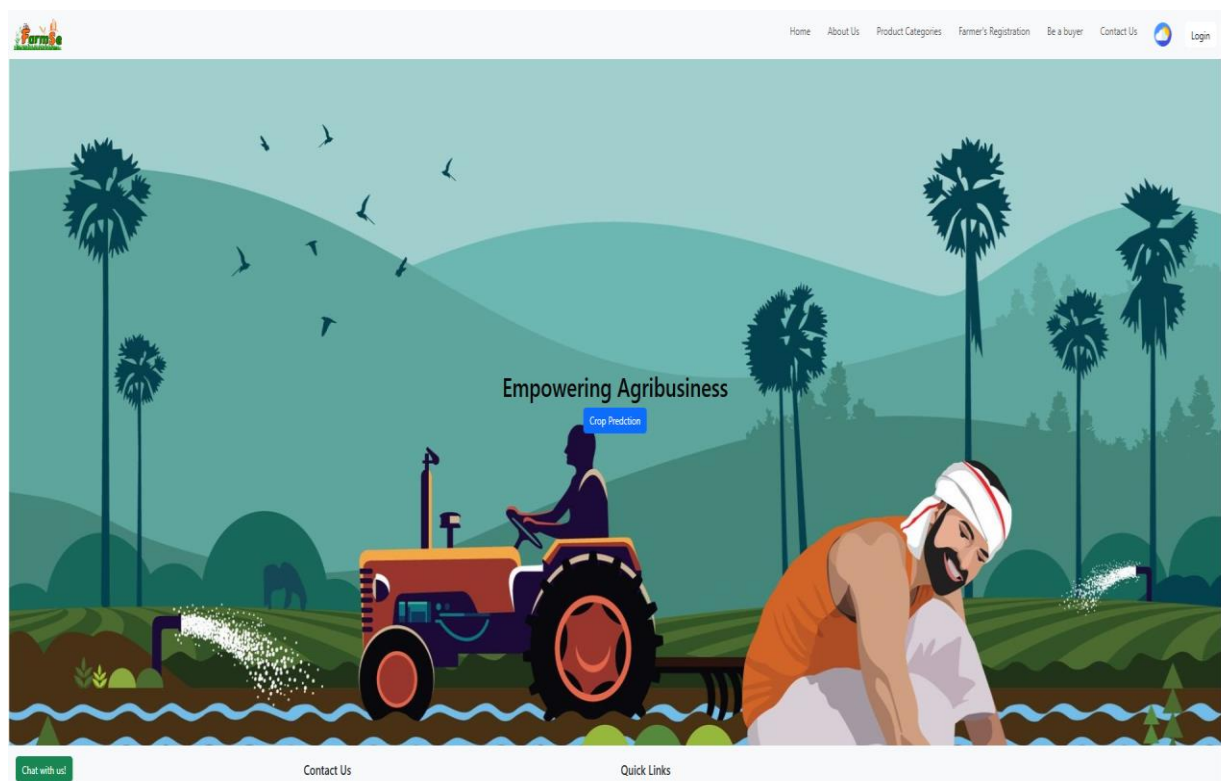 FarmSe
Home About Us Product Categories Farmer's Registration Be a buyer Contact Us Login
Empowering Agribusiness
Crop Predction
Chat with us!
Contact Us
Quick Links